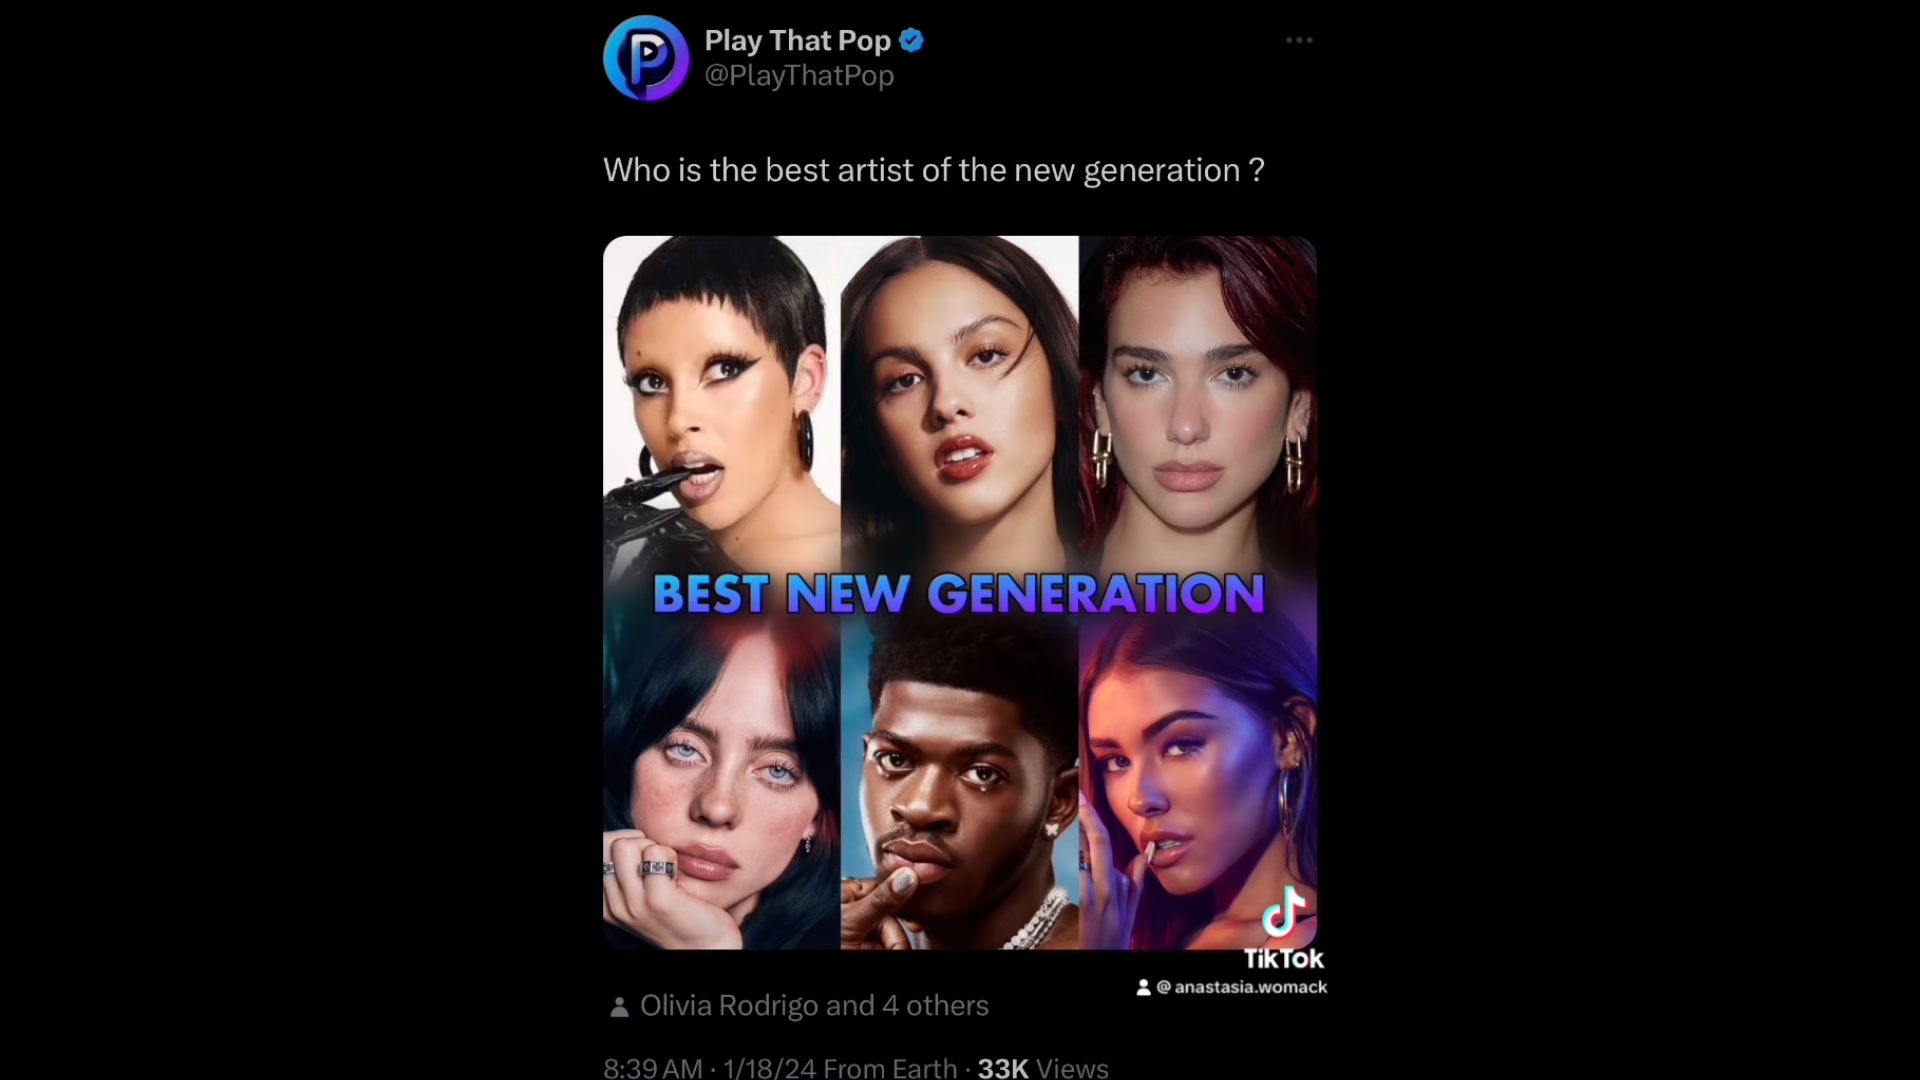 Play That Pop
@PlayThatPop
Who is the best artist of the new generation ?
BEST NEW GENERATION
TikTok
@ anastasia.womack
Olivia Rodrigo and 4 others
8:39 AM · 1/18/24 From Earth · 33K Views